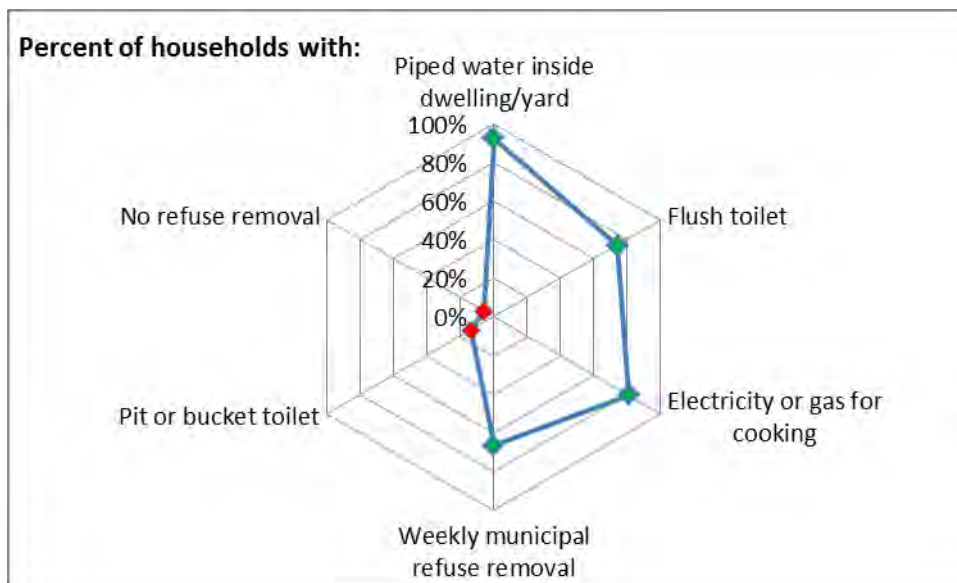 Percent of households with:
Piped water inside
dwelling/yard
100%
80%
60%
40%
20%
0%
No refuse removal
Flush toilet
Pit or bucket toilet
Electricity or gas for
cooking
Weekly municipal
refuse removal